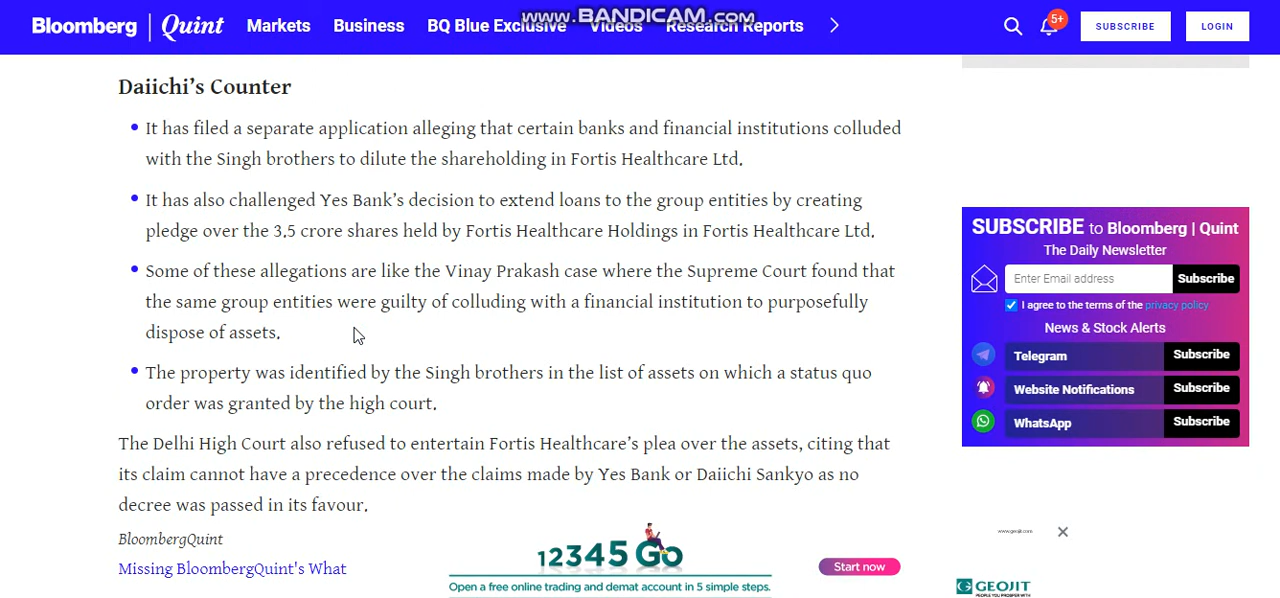 www.BANDICAM.com
Bloomberg | Quint Markets Business BQ Blue Exclusive Videos Research Reports 5+ SUBSCRIBE LOGIN
Daiichi’s Counter
It has filed a separate application alleging that certain banks and financial institutions colluded
with the Singh brothers to dilute the shareholding in Fortis Healthcare Ltd.
It has also challenged Yes Bank’s decision to extend loans to the group entities by creating
pledge over the 3.5 crore shares held by Fortis Healthcare Holdings in Fortis Healthcare Ltd.
Some of these allegations are like the Vinay Prakash case where the Supreme Court found that
the same group entities were guilty of colluding with a financial institution to purposefully
dispose of assets.
The property was identified by the Singh brothers in the list of assets on which a status quo
order was granted by the high court.
The Delhi High Court also refused to entertain Fortis Healthcare’s plea over the assets, citing that
its claim cannot have a precedence over the claims made by Yes Bank or Daiichi Sankyo as no
decree was passed in its favour.
BloombergQuint
Missing BloombergQuint's What
SUBSCRIBE to Bloomberg | Quint
The Daily Newsletter
Enter Email address Subscribe
I agree to the terms of the privacy policy
News & Stock Alerts
Telegram Subscribe
Website Notifications Subscribe
WhatsApp Subscribe
12345 GO
Open a free online trading and demat account in 5 simple steps.
Start now
www.geojit.com
GEOJIT
PEOPLE YOU PROSPER WITH